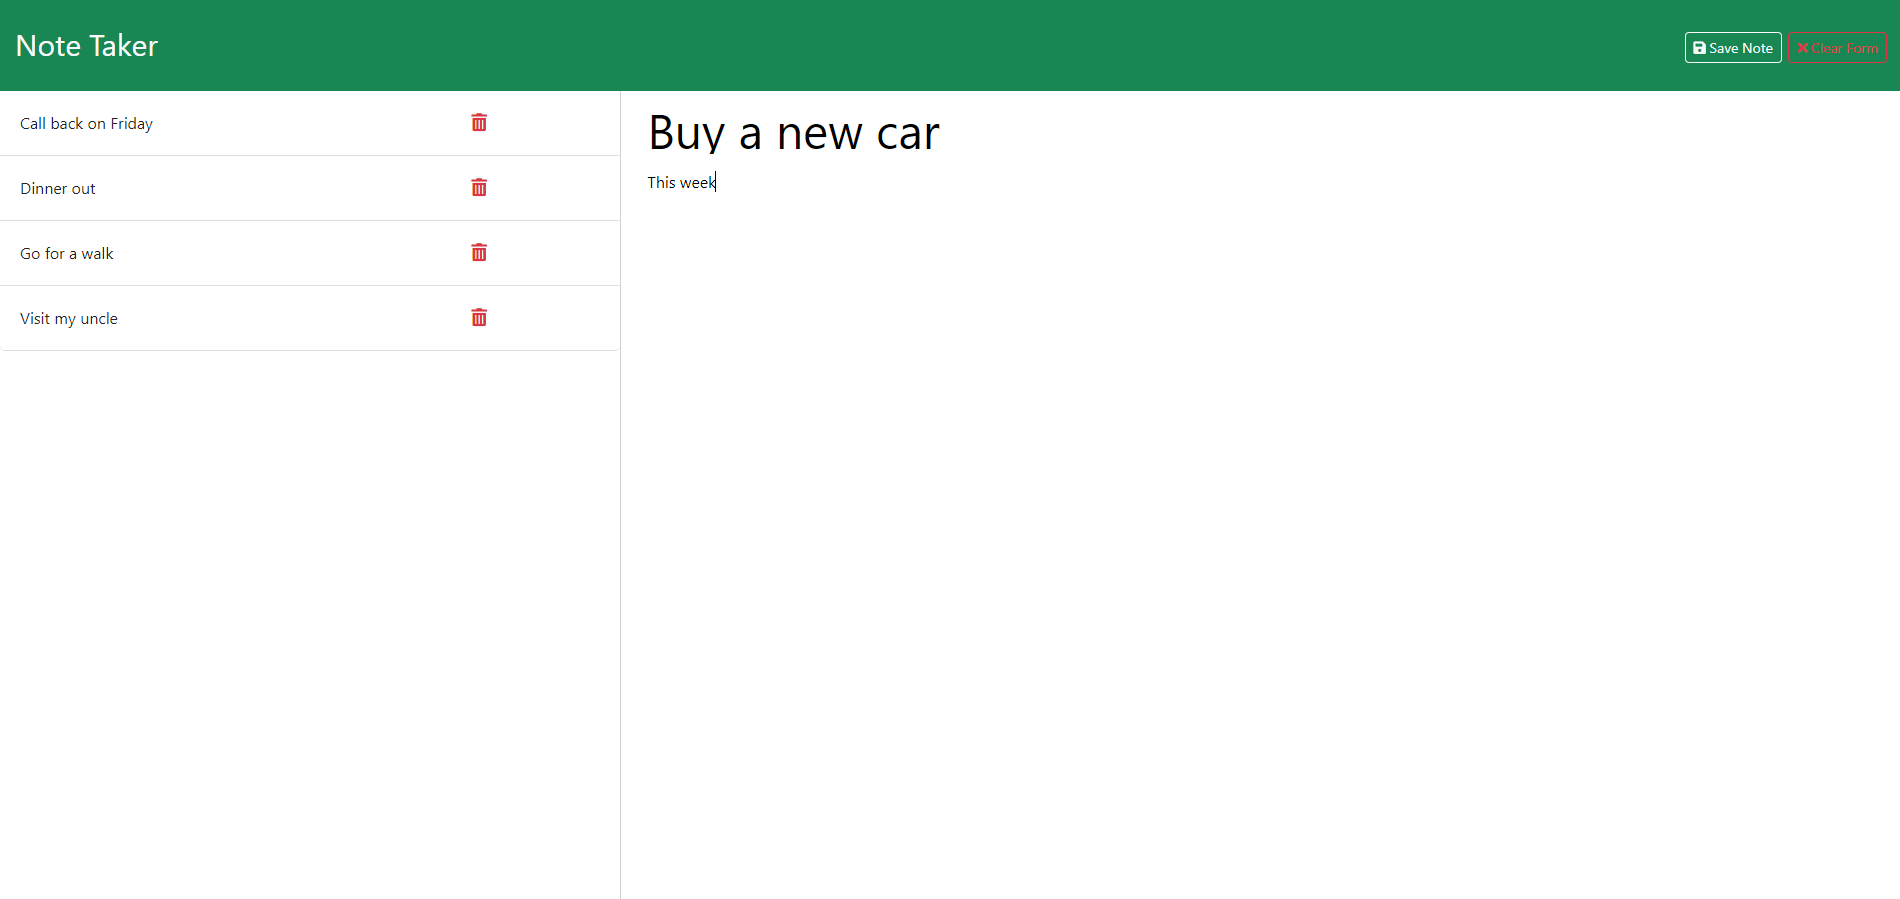 Note Taker
Save Note
Clear Form
Call back on Friday
Dinner out
Go for a walk
Visit my uncle
Buy a new car
This week